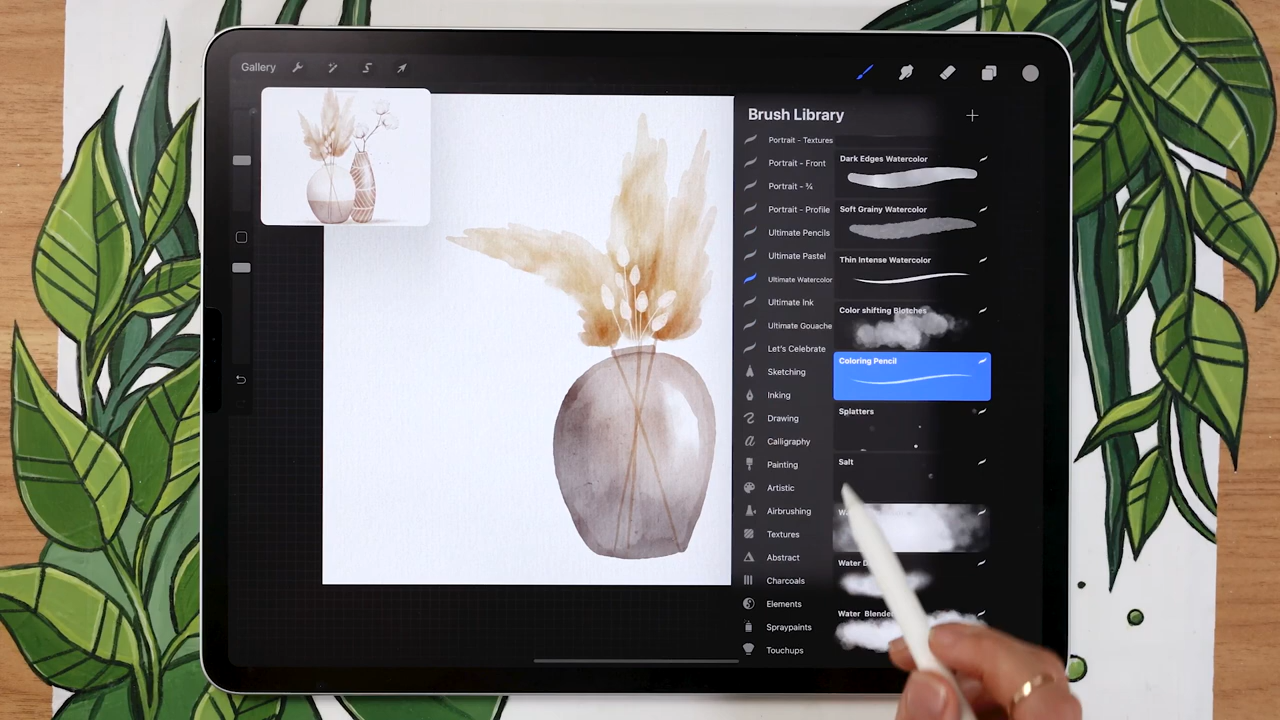 Gallery
Brush Library
Portrait - Textures
Portrait - Front
Portrait - ¾
Portrait - Profile
Ultimate Pencils
Ultimate Pastel
Ultimate Watercolor
Ultimate Ink
Ultimate Gouache
Let's Celebrate
Sketching
Inking
Drawing
Calligraphy
Painting
Artistic
Airbrushing
Textures
Abstract
Charcoals
Elements
Spraypaints
Touchups
Dark Edges Watercolor
Soft Grainy Watercolor
Thin Intense Watercolor
Color shifting Blotches
Coloring Pencil
Splatters
Salt
Water
Water